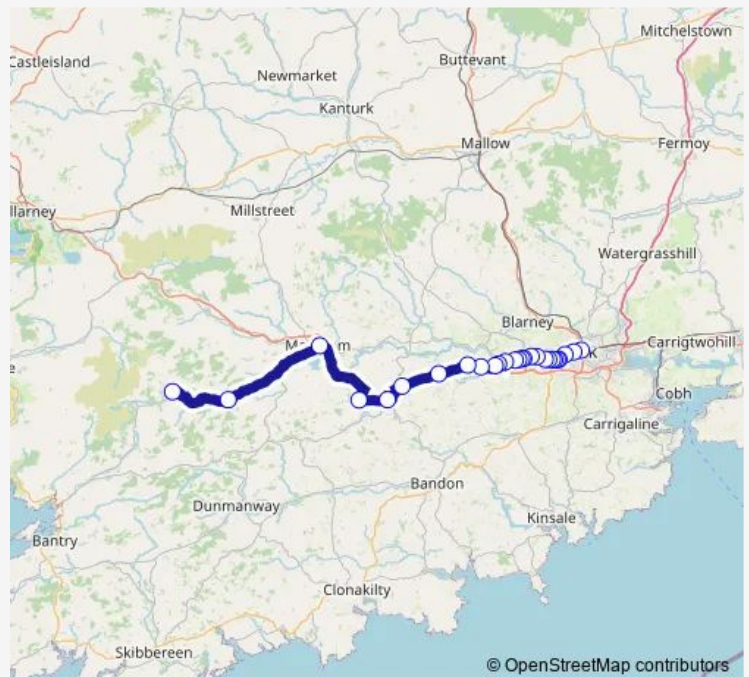 Mitchelstown
Castleisland
Buttevant
Newmarket
Kanturk
Mallow
Fermoy
llarney
Millstreet
Watergrasshill
Blarney
Carrigtwohill
Cobh
Carrigaline
Bandon
Dunmanway
Kinsale
Bantry
Clonakilty
Skibbereen
© OpenStreetMap contributors